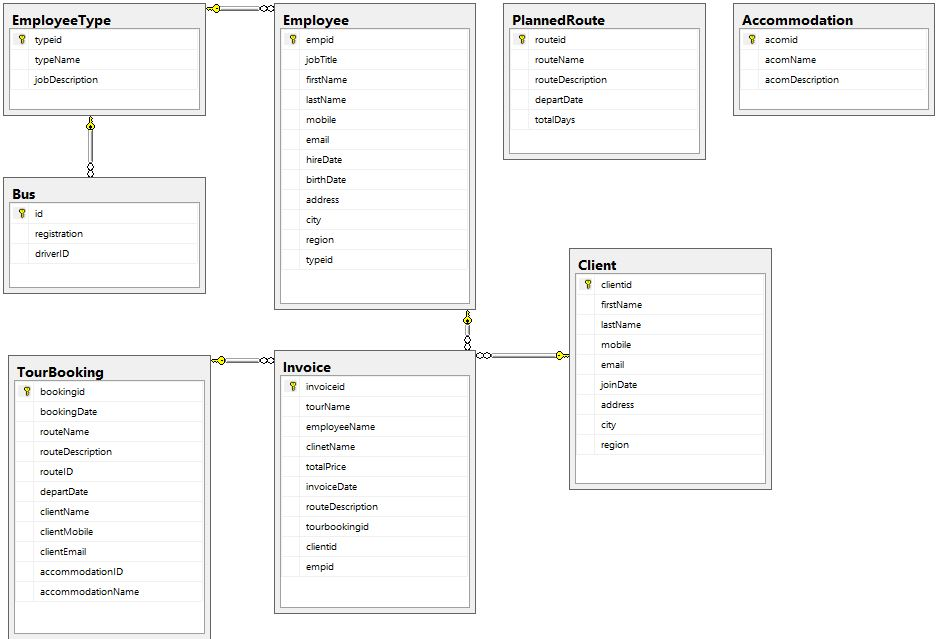 EmployeeType
typeid
typeName
jobDescription
Employee
empid
jobTitle
firstName
lastName
mobile
email
hireDate
birthDate
address
city
region
typeid
PlannedRoute
routeid
routeName
routeDescription
departDate
totalDays
Accommodation
acomid
acomName
acomDescription
Bus
id
registration
driverID
Client
clientid
firstName
lastName
mobile
email
joinDate
address
city
region
TourBooking
bookingid
bookingDate
routeName
routeDescription
routeID
departDate
clientName
clientMobile
clientEmail
accommodationID
accommodationName
Invoice
invoiceid
tourName
employeeName
clinetName
totalPrice
invoiceDate
routeDescription
tourbookingid
clientid
empid